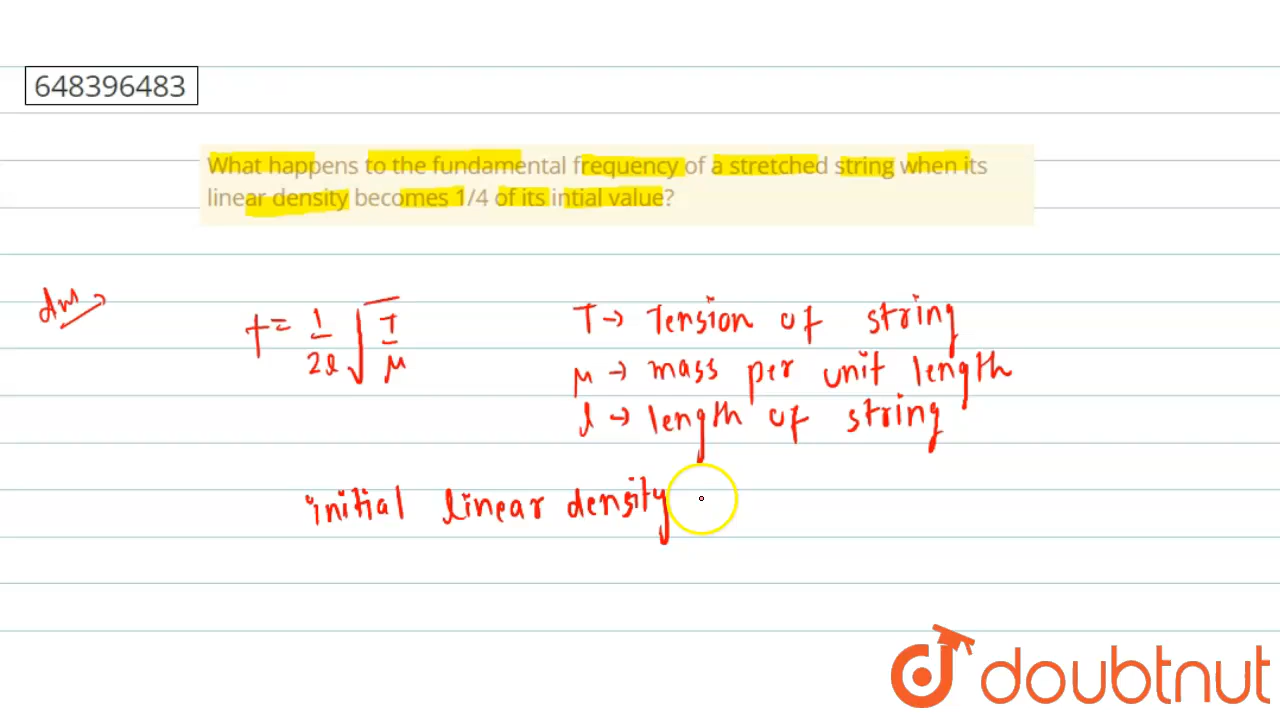 648396483
What happens to the fundamental frequency of a stretched string when its
linear density becomes 1/4 of its intial value?
Ans →
f = 1/2l √T/μ
T → Tension of string
μ → mass per unit length
l → length of string
initial linear density
doubtnut